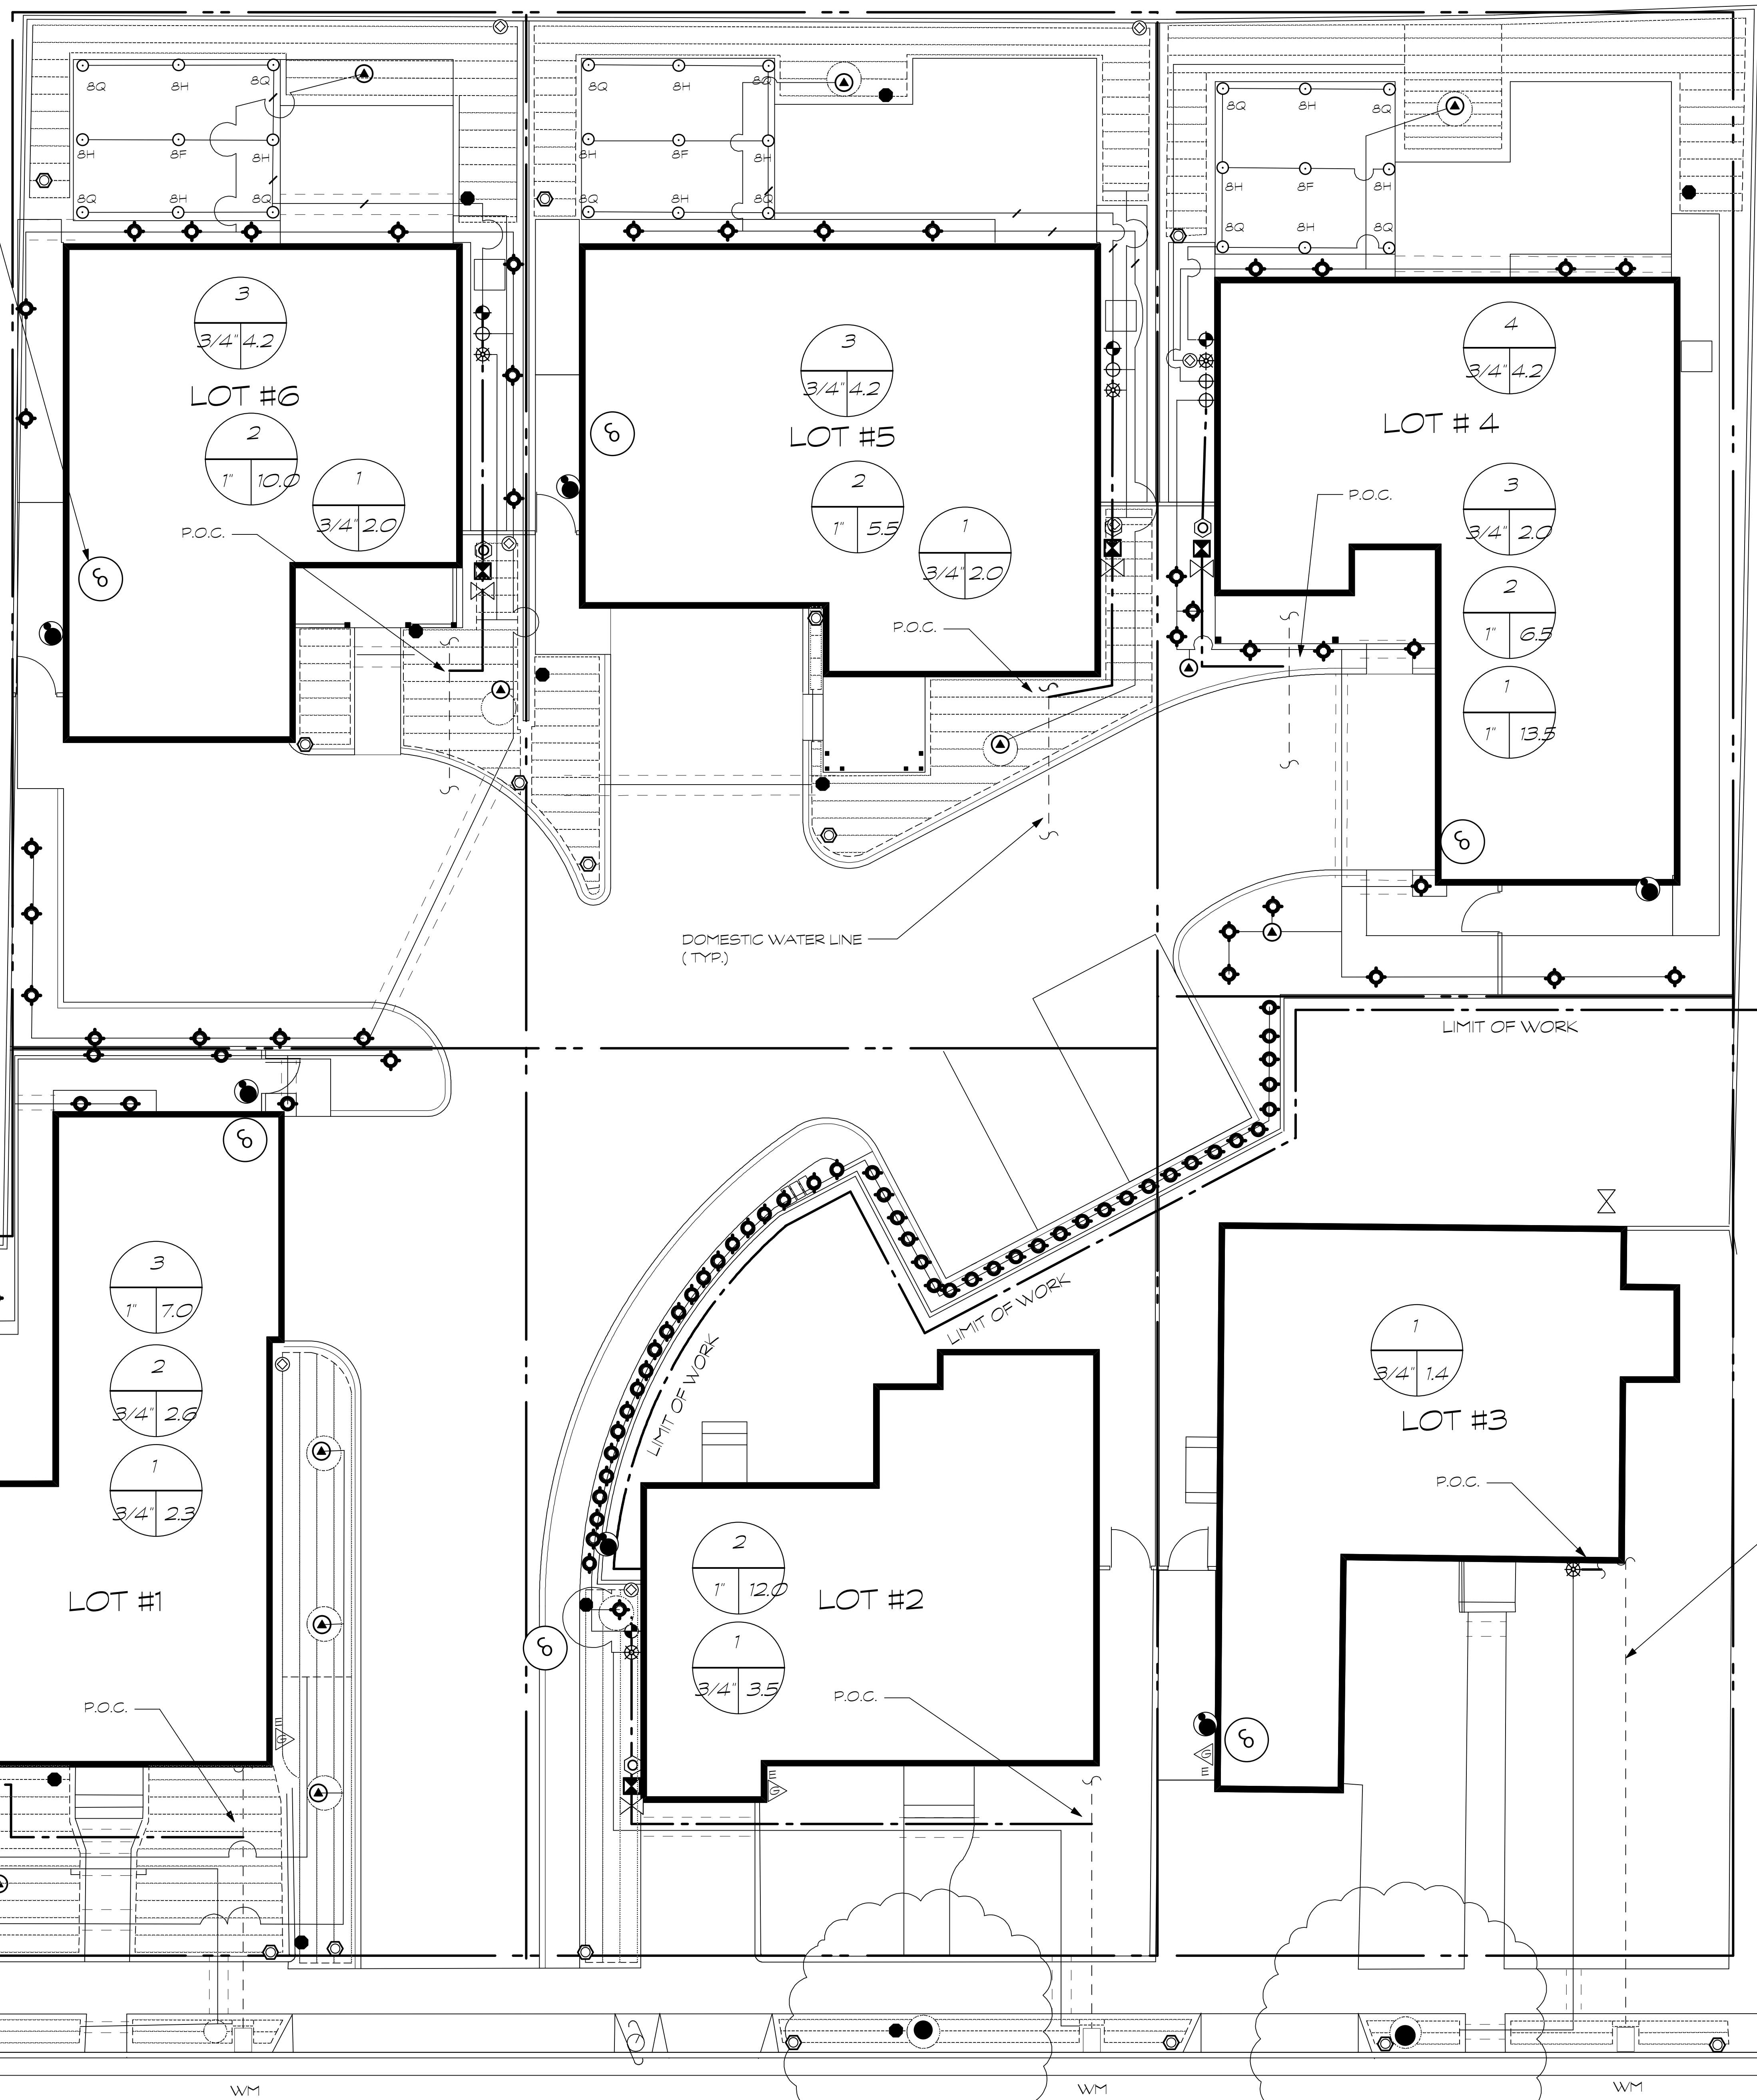 8Q 8H 8Q
8H 8F 8H
8Q 8H 8Q
8Q 8H 8Q
8H 8F 8H
8Q 8H 8Q
8Q 8H 8Q
8H 8F 8H
8Q 8H 8Q
3
3/4" 4.2
LOT #6
2
1" 10.0
1
3/4" 2.0
P.O.C.
3
3/4" 4.2
LOT #5
2
1" 5.5
1
3/4" 2.0
P.O.C.
4
3/4" 4.2
LOT # 4
P.O.C.
3
3/4" 2.0
2
1" 6.5
1
1" 13.5
DOMESTIC WATER LINE
( TYP.)
LIMIT OF WORK
LIMIT OF WORK
LIMIT OF WORK
3
1" 7.0
2
3/4" 2.6
1
3/4" 2.3
LOT #1
P.O.C.
E
G
2
1" 12.0
LOT #2
1
3/4" 3.5
P.O.C.
E
G
1
3/4" 1.4
LOT #3
P.O.C.
G
E
WM
WM
WM